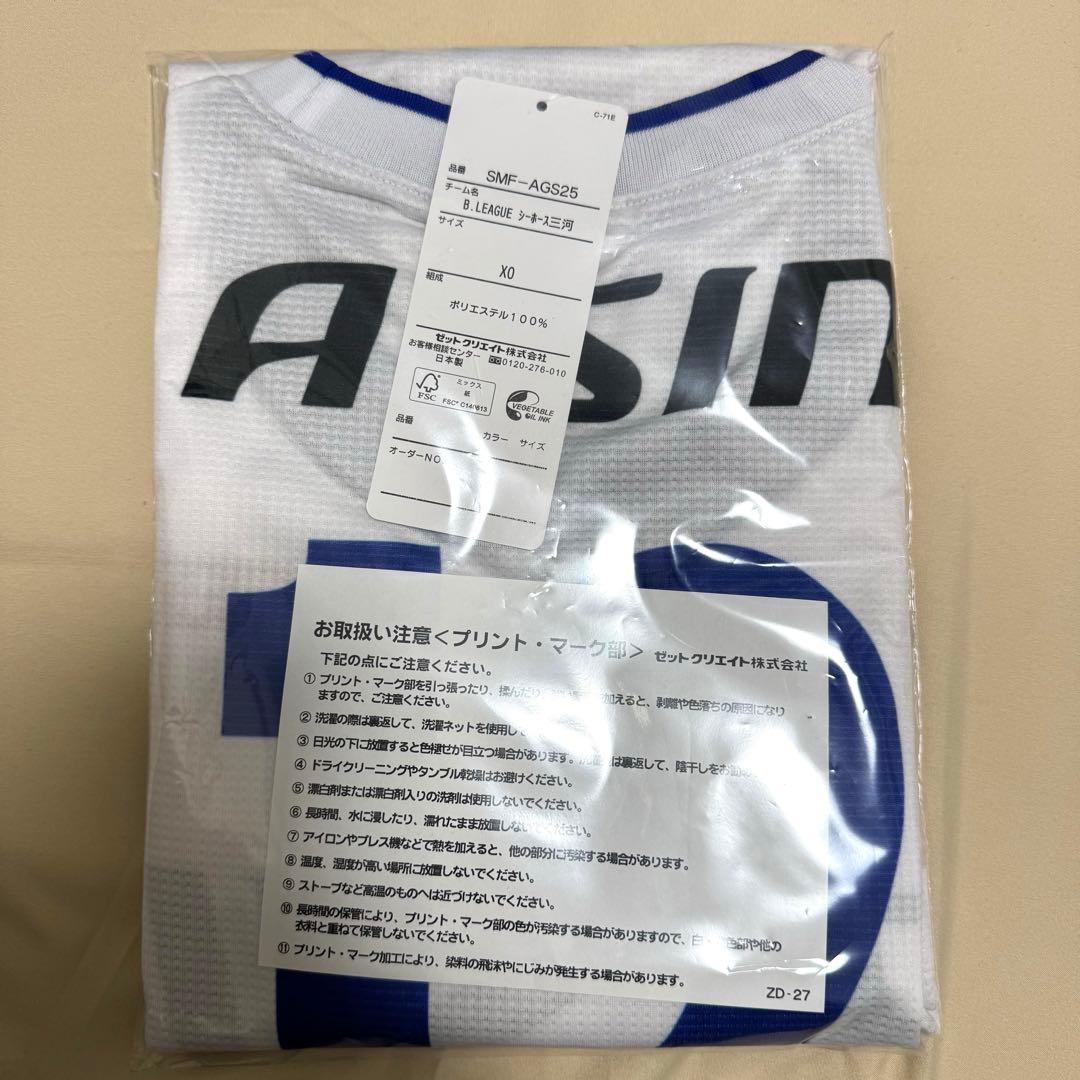 C-71E
品番 SMF-AGS25
チーム名
B.LEAGUE シーホース三河
サイズ
XO
組成
ポリエステル100%
ゼットクリエイト株式会社
お客様相談センター 0120-276-010
日本製
FSC
ミックス
紙
FSC® C140613
VEGETABLE
OIL INK
品番 カラー サイズ
オーダーNO
お取扱い注意<プリント・マーク部> ゼットクリエイト株式会社
下記の点にご注意ください。
① プリント・マーク部を引っ張ったり、揉んだり 加えると、剥離や色落ちの原因になり
ますので、ご注意ください。
② 洗濯の際は裏返して、洗濯ネットを使用して
③ 日光の下に放置すると色褪せが目立つ場合があります。 は裏返して、陰干しをお勧め
④ ドライクリーニングやタンブル乾燥はお避けください。
⑤ 漂白剤または漂白剤入りの洗剤は使用しないでください。
⑥ 長時間、水に浸したり、濡れたまま放置しないでください。
⑦ アイロンやプレス機などで熱を加えると、他の部分に汚染する場合があります。
⑧ 温度、湿度が高い場所に放置しないでください。
⑨ ストーブなど高温のものへは近づけないでください。
⑩ 長時間の保管により、プリント・マーク部の色が汚染する場合がありますので、白・ 色部や他の
衣料と重ねて保管しないでください。
⑪ プリント・マーク加工により、染料の飛沫やにじみが発生する場合があります。
ZD-27